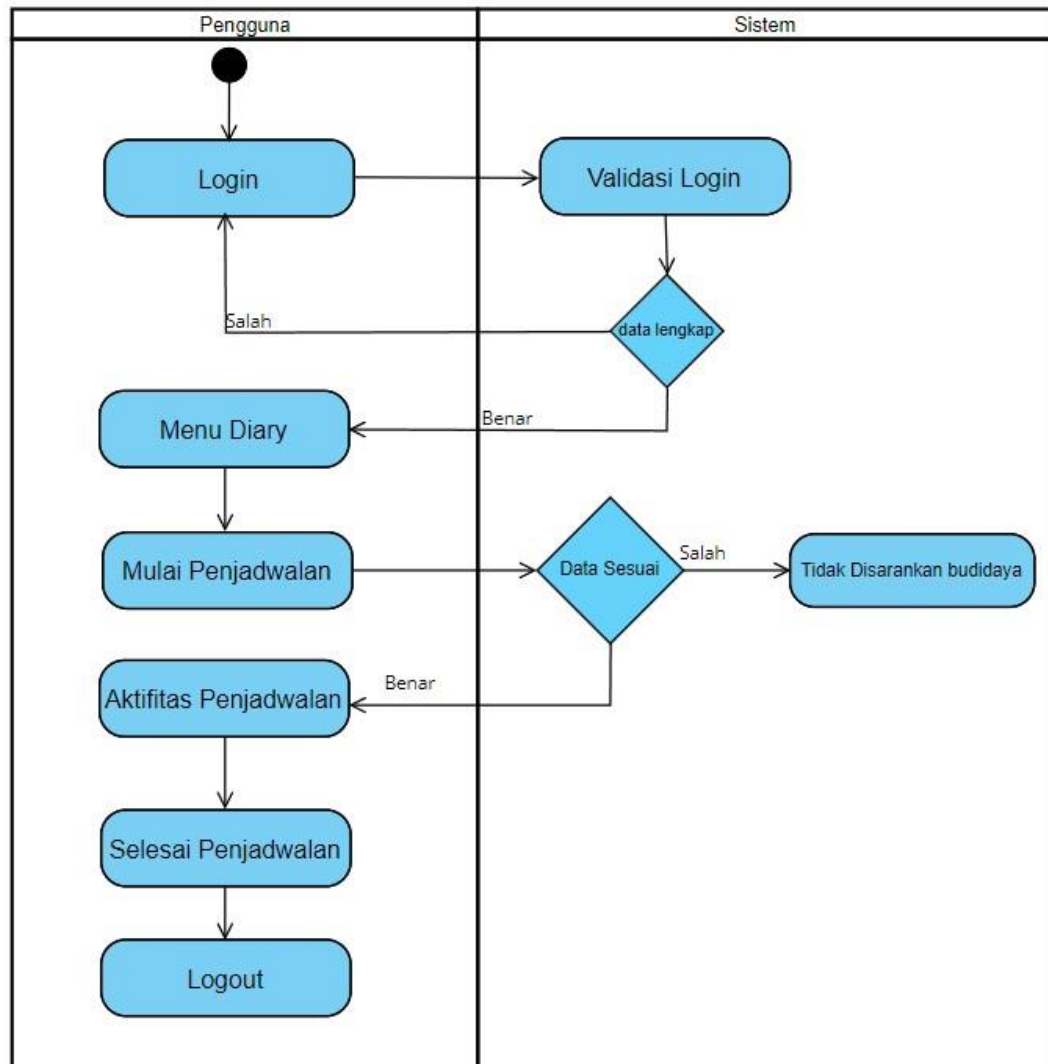 Pengguna
Sistem
Login
Validasi Login
data lengkap
Salah
Menu Diary
Benar
Mulai Penjadwalan
Data Sesuai
Salah
Tidak Disarankan budidaya
Aktifitas Penjadwalan
Benar
Selesai Penjadwalan
Logout